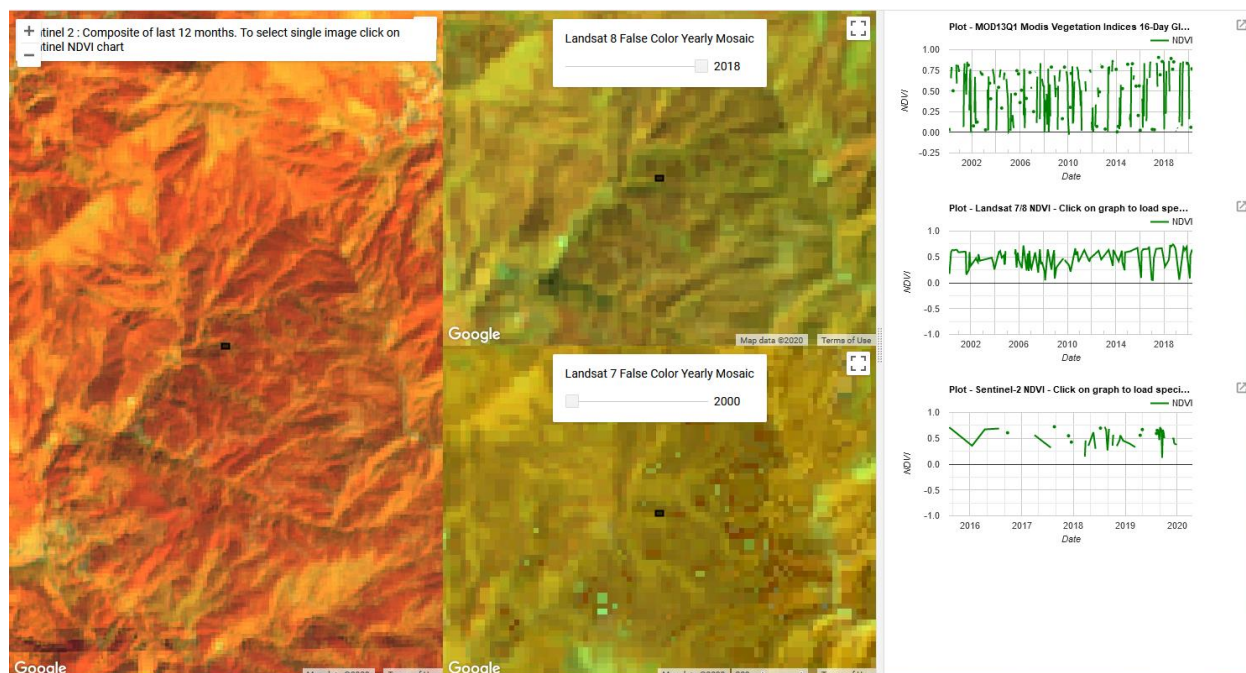 +
ntinel 2 : Composite of last 12 months. To select single image click on
ntinel NDVI chart
−
Google
Landsat 8 False Color Yearly Mosaic
2018
Google
Map data ©2020
Terms of Use
Landsat 7 False Color Yearly Mosaic
2000
Google
Plot - MOD13Q1 Modis Vegetation Indices 16-Day Gl...
NDVI
1.00
0.75
0.50
0.25
0.00
−0.25
NDVI
2002
2006
2010
2014
2018
Date
Plot - Landsat 7/8 NDVI - Click on graph to load spe...
NDVI
1.0
0.5
0.0
−0.5
−1.0
NDVI
2002
2006
2010
2014
2018
Date
Plot - Sentinel-2 NDVI - Click on graph to load speci...
NDVI
1.0
0.5
0.0
−0.5
−1.0
NDVI
2016
2017
2018
2019
2020
Date